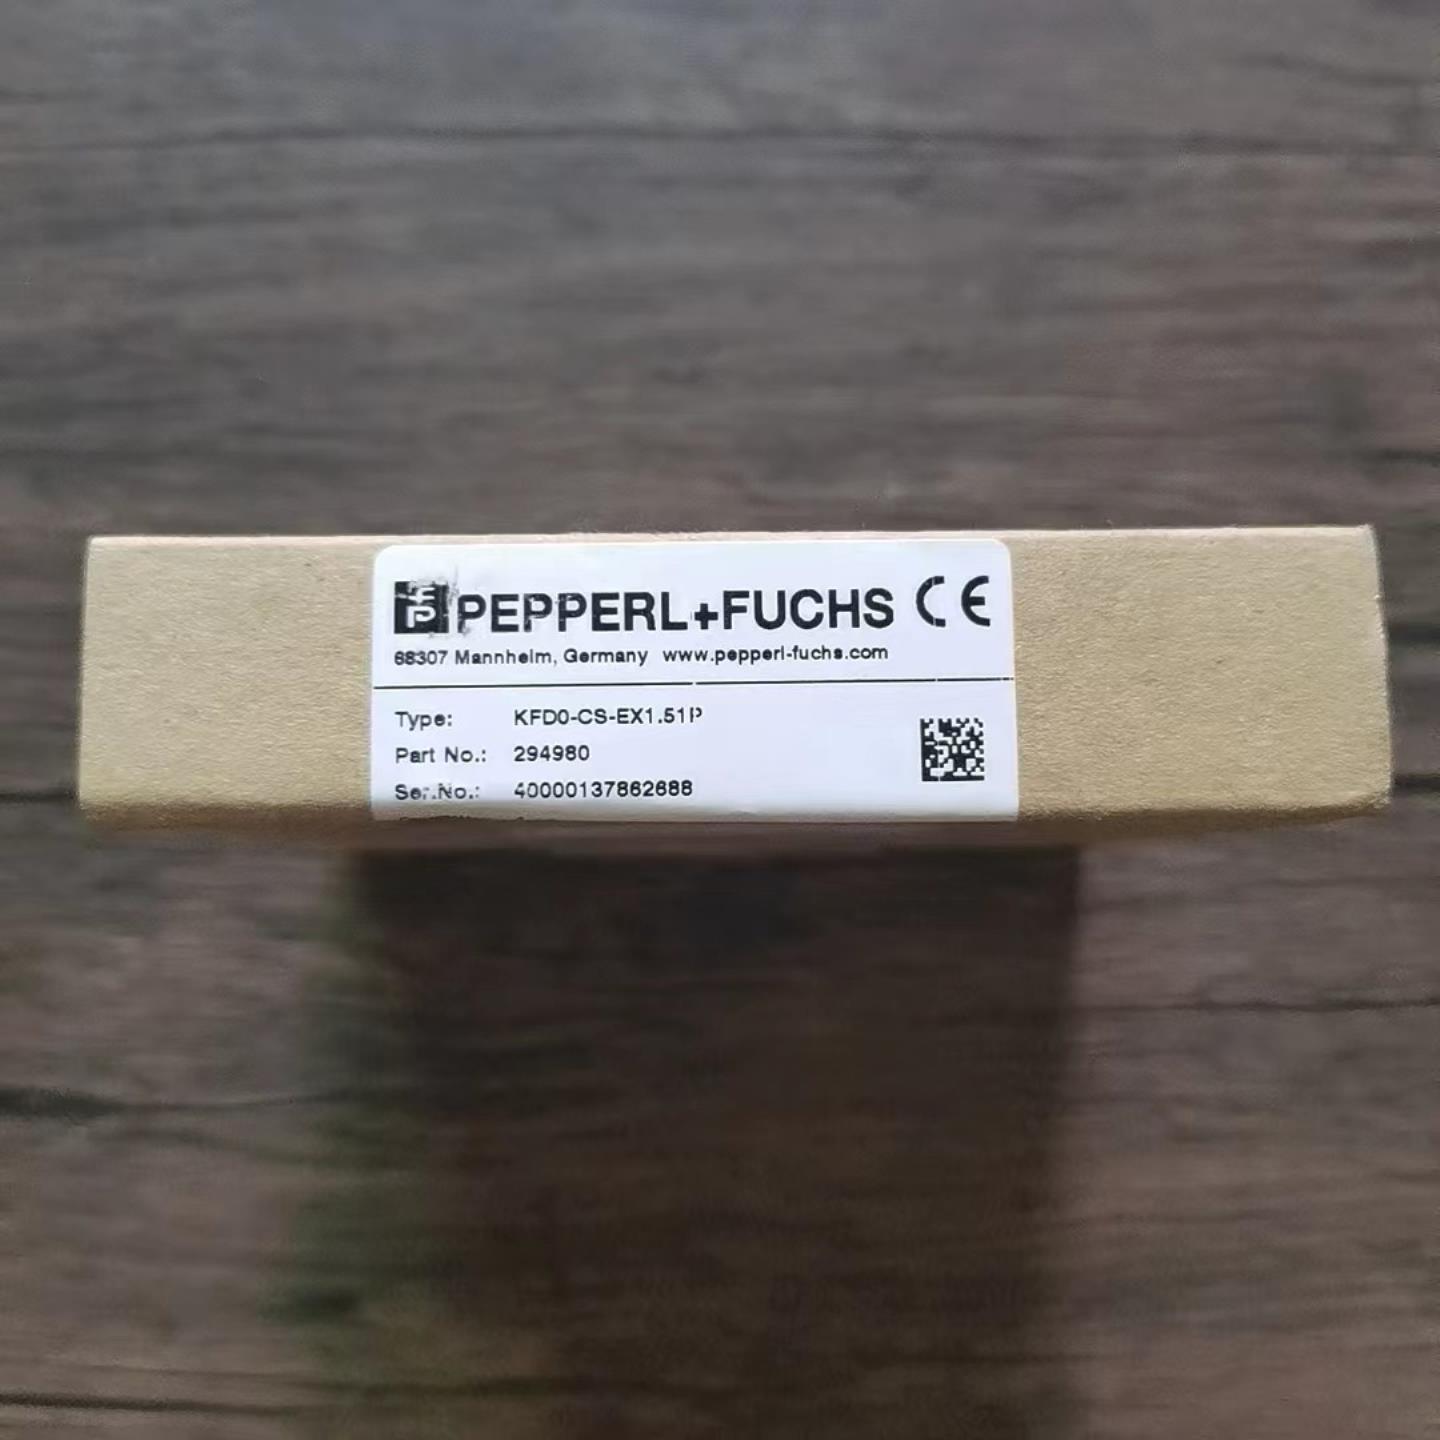 PEPPERL+FUCHS CE
68307 Mannheim, Germany www.pepperl-fuchs.com
Type: KFD0-CS-EX1.51P
Part No.: 294980
Ser.No.: 40000137862688